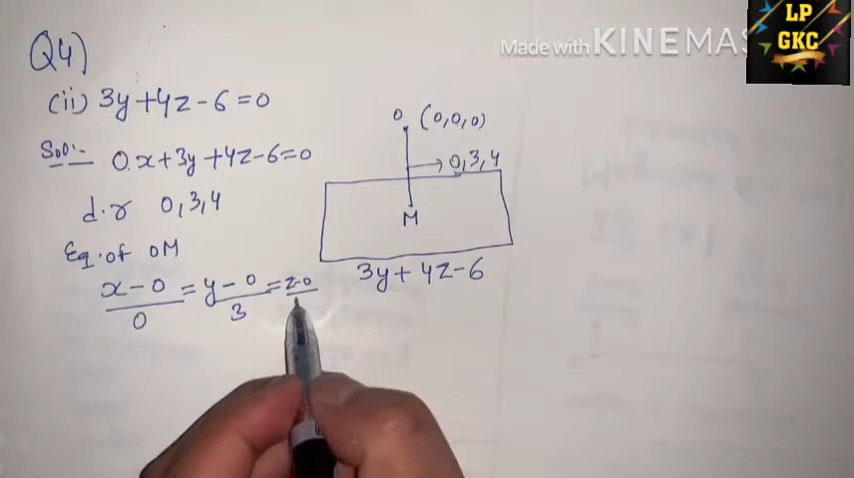 Q4)
(ii) 3y+4z-6=0
Soln:- 0.x+3y+4z-6=0
d.r 0,3,4
Eq. of OM
x-0/0 = y-0/3 = z-0
O (0,0,0)
→0,3,4
M
3y+4z-6
Made with KINEMAS
LP
GKC